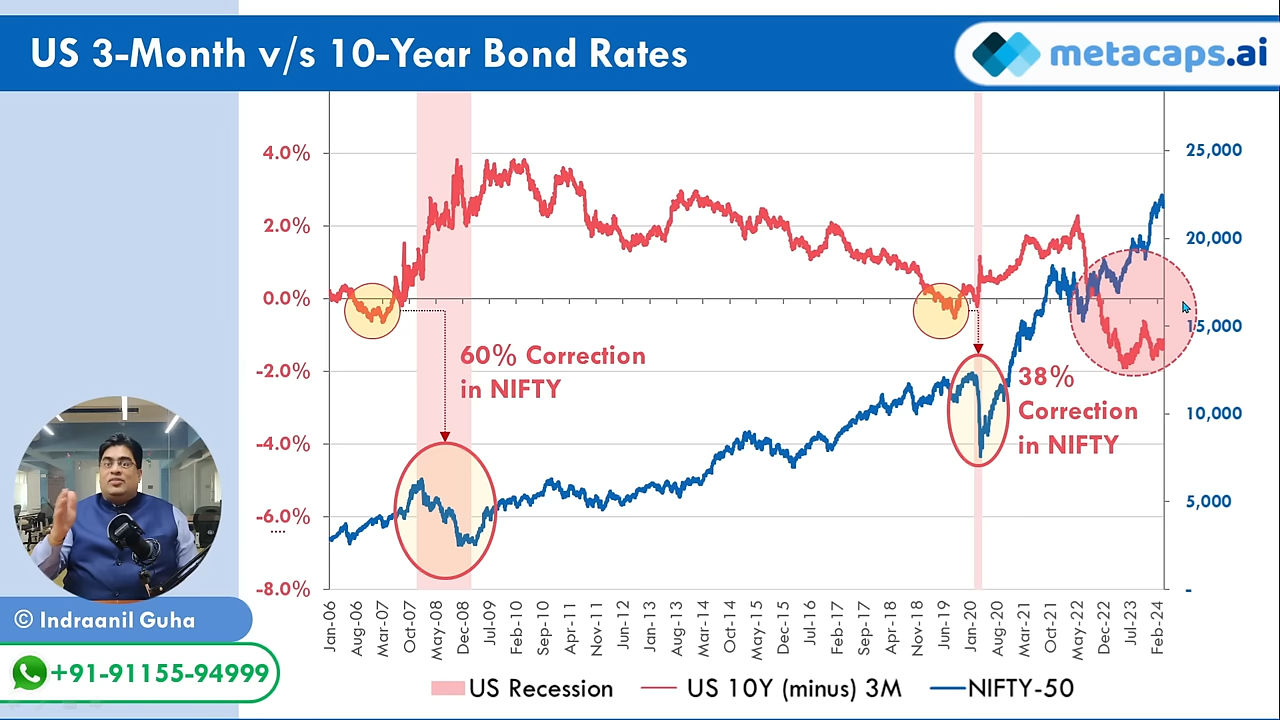 US 3-Month v/s 10-Year Bond Rates
metacaps.ai
4.0%
2.0%
0.0%
-2.0%
-4.0%
-6.0%
-8.0%
25,000
20,000
15,000
10,000
5,000
-
60% Correction
in NIFTY
38%
Correction
in NIFTY
Jan-06
Aug-06
Mar-07
Oct-07
May-08
Dec-08
Jul-09
Feb-10
Sep-10
Apr-11
Nov-11
Jun-12
Jan-13
Aug-13
Mar-14
Oct-14
May-15
Dec-15
Jul-16
Feb-17
Sep-17
Apr-18
Nov-18
Jun-19
Jan-20
Aug-20
Mar-21
Oct-21
May-22
Dec-22
Jul-23
Feb-24
US Recession
US 10Y (minus) 3M
NIFTY-50
© Indraanil Guha
+91-91155-94999